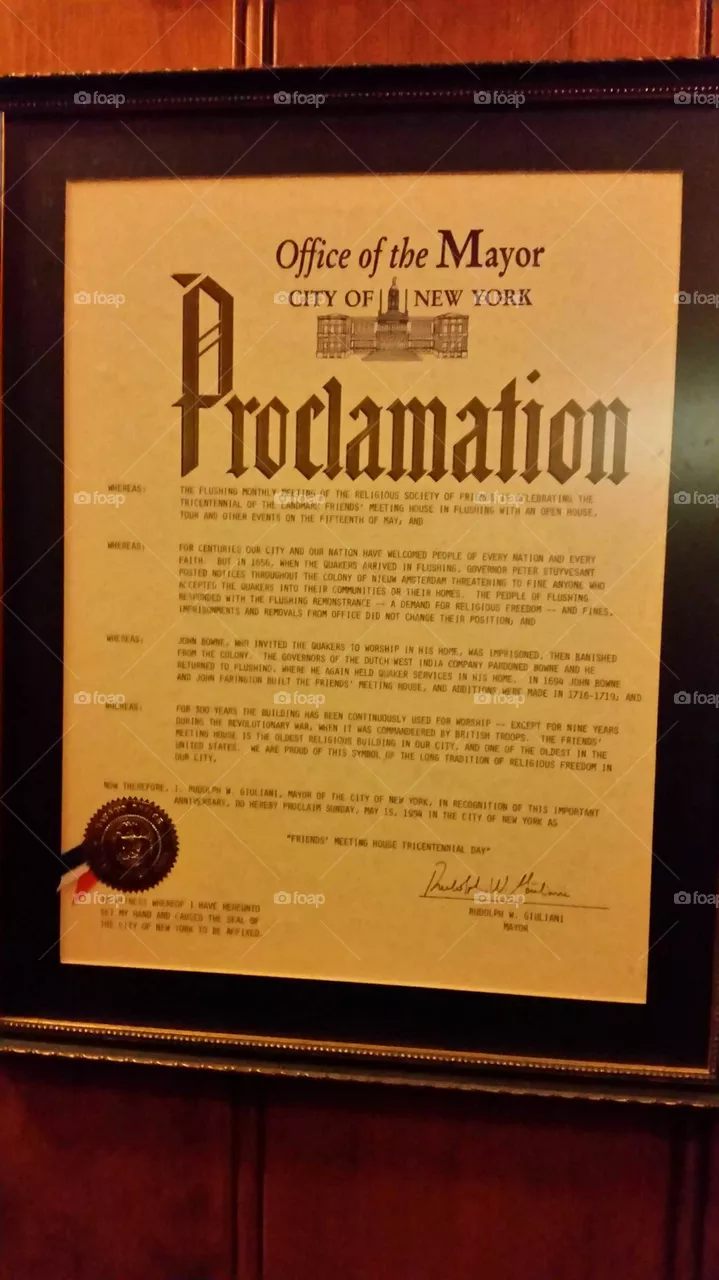 Office of the Mayor
CITY OF NEW YORK
Proclamation
WHEREAS: THE FLUSHING MONTHLY MEETING OF THE RELIGIOUS SOCIETY OF FRIENDS IS CELEBRATING THE
TRICENTENNIAL OF THE LANDMARK FRIENDS' MEETING HOUSE IN FLUSHING WITH AN OPEN HOUSE,
TOUR AND OTHER EVENTS ON THE FIFTEENTH OF MAY; AND
WHEREAS: FOR CENTURIES OUR CITY AND OUR NATION HAVE WELCOMED PEOPLE OF EVERY NATION AND EVERY
FAITH. BUT IN 1656, WHEN THE QUAKERS ARRIVED IN FLUSHING, GOVERNOR PETER STUYVESANT
POSTED NOTICES THROUGHOUT THE COLONY OF NIEUW AMSTERDAM THREATENING TO FINE ANYONE WHO
ACCEPTED THE QUAKERS INTO THEIR COMMUNITIES OR THEIR HOMES. THE PEOPLE OF FLUSHING
RESPONDED WITH THE FLUSHING REMONSTRANCE -- A DEMAND FOR RELIGIOUS FREEDOM -- AND FINES,
IMPRISONMENTS AND REMOVALS FROM OFFICE DID NOT CHANGE THEIR POSITION; AND
WHEREAS: JOHN BOWNE, WHO INVITED THE QUAKERS TO WORSHIP IN HIS HOME, WAS IMPRISONED, THEN BANISHED
FROM THE COLONY. THE GOVERNORS OF THE DUTCH WEST INDIA COMPANY PARDONED BOWNE AND HE
RETURNED TO FLUSHING, WHERE HE AGAIN HELD QUAKER SERVICES IN HIS HOME. IN 1694 JOHN BOWNE
AND JOHN FARINGTON BUILT THE FRIENDS' MEETING HOUSE, AND ADDITIONS WERE MADE IN 1716-1719; AND
WHEREAS: FOR 300 YEARS THE BUILDING HAS BEEN CONTINUOUSLY USED FOR WORSHIP -- EXCEPT FOR NINE YEARS
DURING THE REVOLUTIONARY WAR, WHEN IT WAS COMMANDEERED BY BRITISH TROOPS. THE FRIENDS'
MEETING HOUSE IS THE OLDEST RELIGIOUS BUILDING IN OUR CITY, AND ONE OF THE OLDEST IN THE
UNITED STATES. WE ARE PROUD OF THIS SYMBOL OF THE LONG TRADITION OF RELIGIOUS FREEDOM IN
OUR CITY,
NOW THEREFORE, I, RUDOLPH W. GIULIANI, MAYOR OF THE CITY OF NEW YORK, IN RECOGNITION OF THIS IMPORTANT
ANNIVERSARY, DO HEREBY PROCLAIM SUNDAY, MAY 15, 1994 IN THE CITY OF NEW YORK AS
"FRIENDS' MEETING HOUSE TRICENTENNIAL DAY"
Rudolph W. Giuliani
RUDOLPH W. GIULIANI
MAYOR
WITNESS WHEREOF I HAVE HEREUNTO
SET MY HAND AND CAUSED THE SEAL OF
THE CITY OF NEW YORK TO BE AFFIXED.
foap